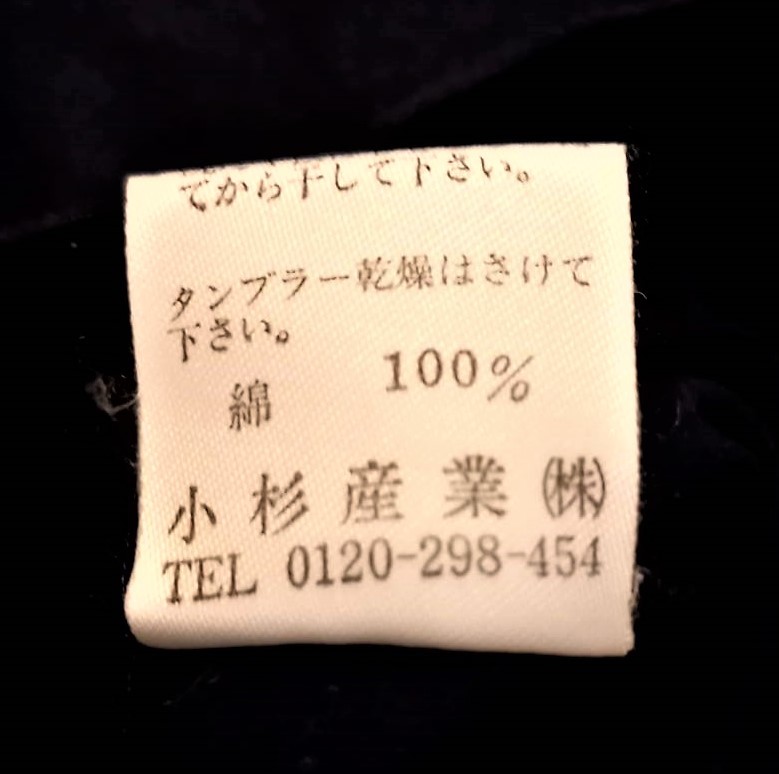 てから干して下さい。
タンブラー乾燥はさけて
下さい。
綿 100%
小杉産業㈱
TEL 0120-298-454